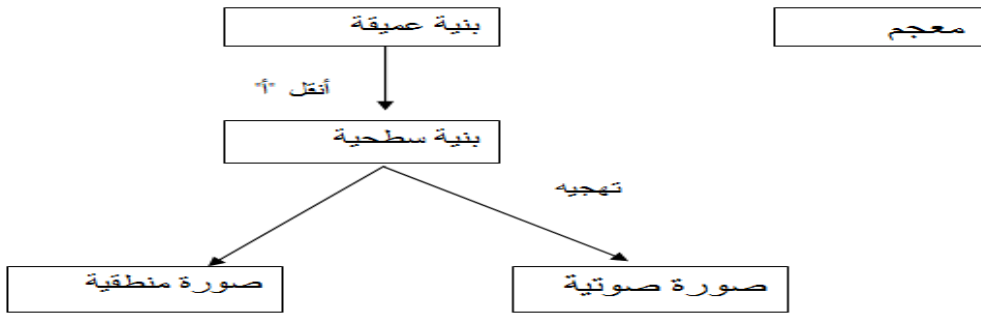 معجم
بنية عميقة
أنقل "أ"
بنية سطحية
تهجيه
صورة صوتية
صورة منطقية